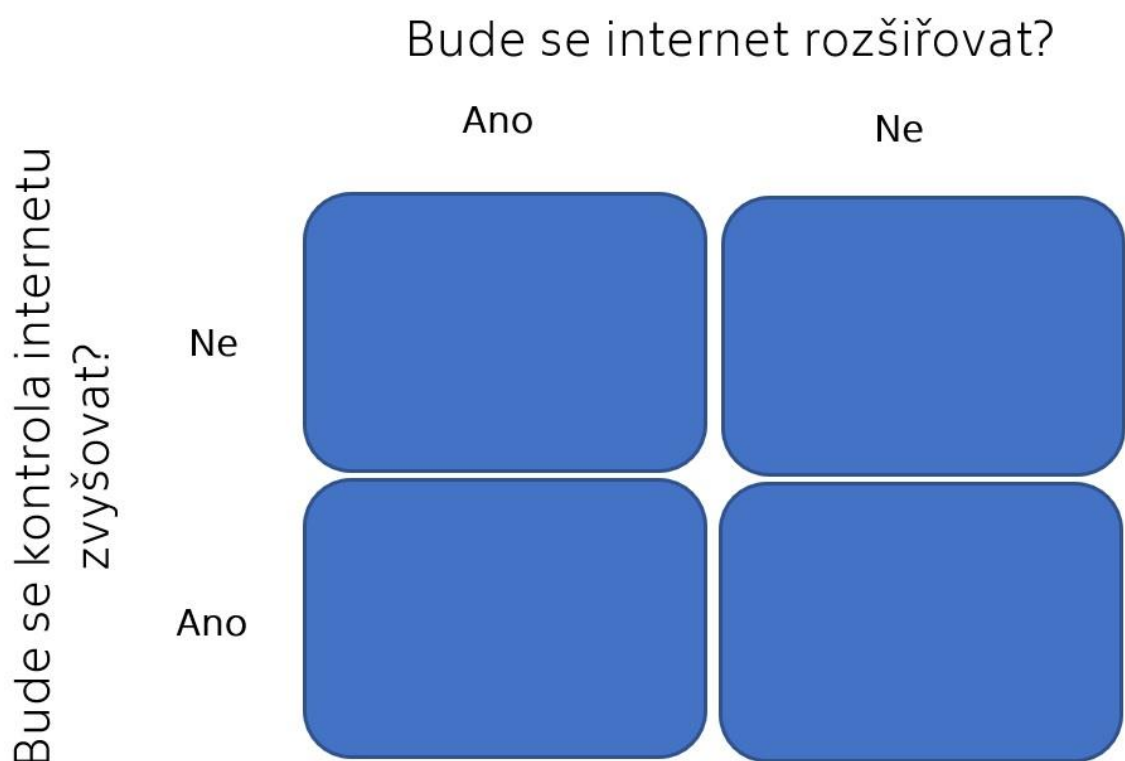 Bude se internet rozšiřovat?
Ano
Ne
Bude se kontrola internetu
zvyšovat?
Ne
Ano